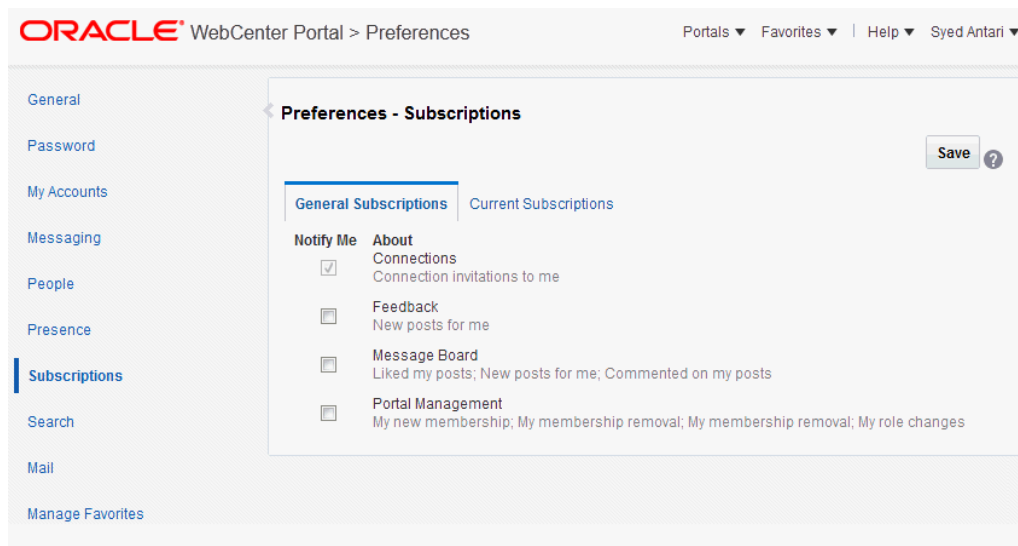 ORACLE® WebCenter Portal > Preferences Portals ▼ Favorites ▼ | Help ▼ Syed Antari ▼
General
Password
My Accounts
Messaging
People
Presence
Subscriptions
Search
Mail
Manage Favorites
Preferences - Subscriptions
Save ?
General Subscriptions Current Subscriptions
Notify Me About
Connections
Connection invitations to me
Feedback
New posts for me
Message Board
Liked my posts; New posts for me; Commented on my posts
Portal Management
My new membership; My membership removal; My membership removal; My role changes